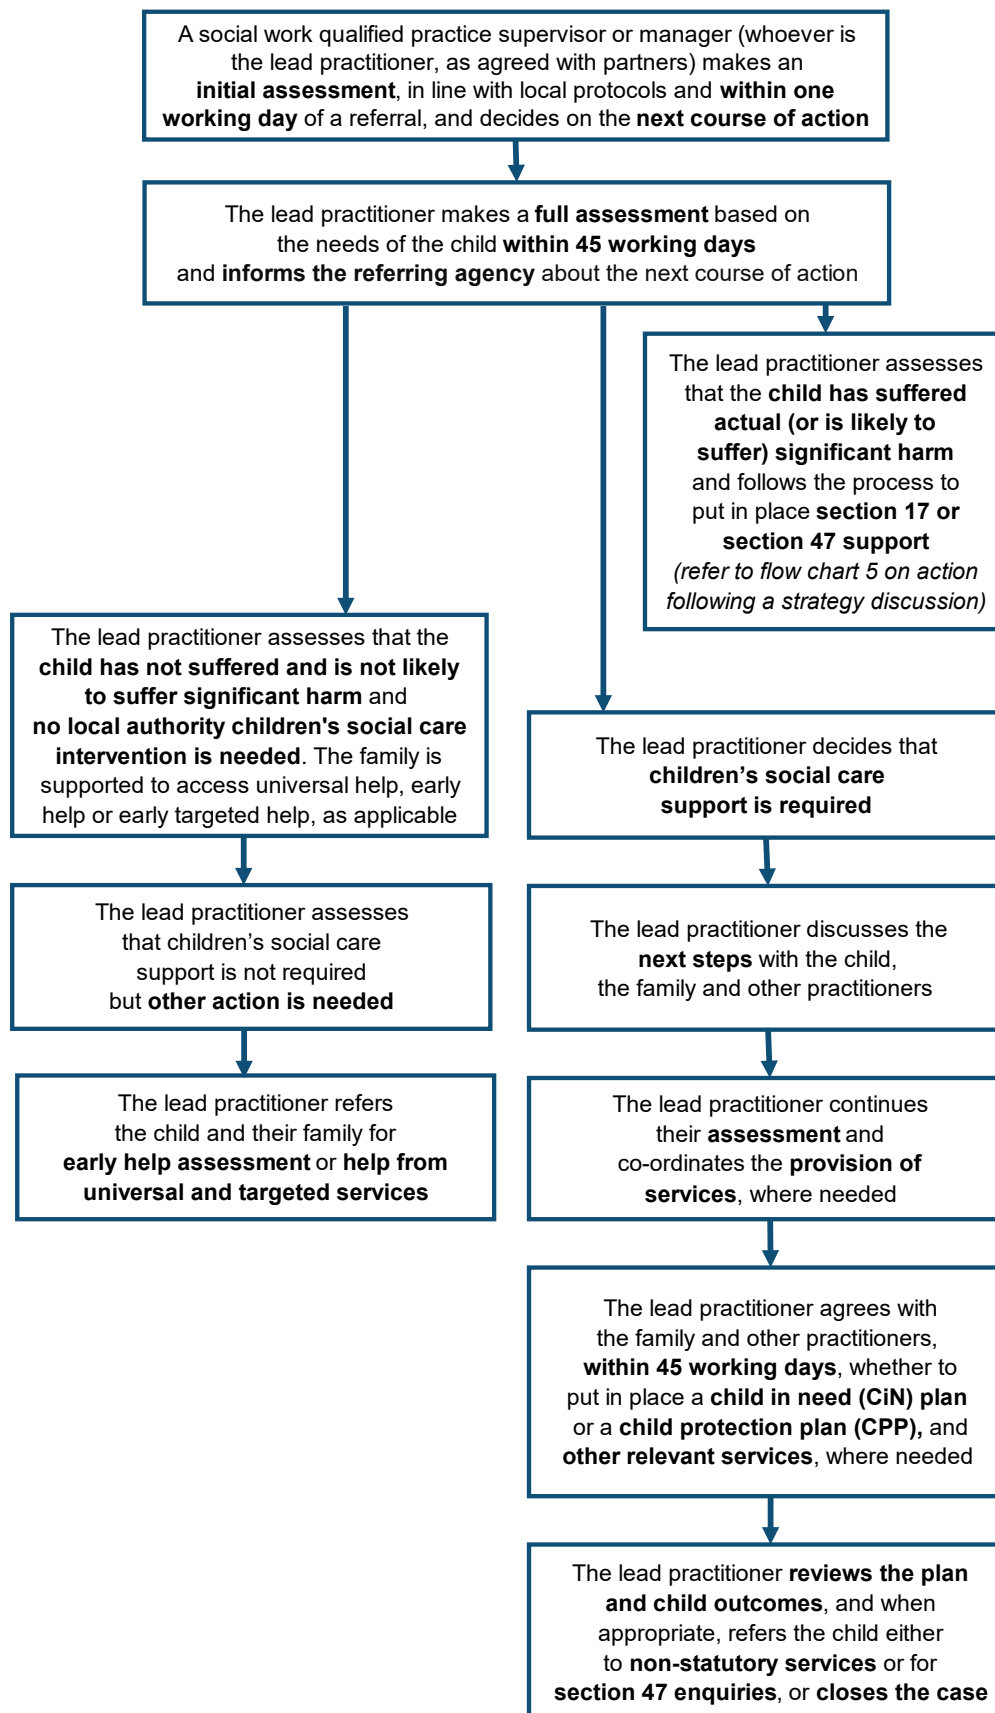 A social work qualified practice supervisor or manager (whoever is
the lead practitioner, as agreed with partners) makes an
initial assessment, in line with local protocols and within one
working day of a referral, and decides on the next course of action
The lead practitioner makes a full assessment based on
the needs of the child within 45 working days
and informs the referring agency about the next course of action
The lead practitioner assesses
that the child has suffered
actual (or is likely to
suffer) significant harm
and follows the process to
put in place section 17 or
section 47 support
(refer to flow chart 5 on action
following a strategy discussion)
The lead practitioner assesses that the
child has not suffered and is not likely
to suffer significant harm and
no local authority children's social care
intervention is needed. The family is
supported to access universal help, early
help or early targeted help, as applicable
The lead practitioner assesses
that children’s social care
support is not required
but other action is needed
The lead practitioner refers
the child and their family for
early help assessment or help from
universal and targeted services
The lead practitioner decides that
children’s social care
support is required
The lead practitioner discusses the
next steps with the child,
the family and other practitioners
The lead practitioner continues
their assessment and
co-ordinates the provision of
services, where needed
The lead practitioner agrees with
the family and other practitioners,
within 45 working days, whether to
put in place a child in need (CiN) plan
or a child protection plan (CPP), and
other relevant services, where needed
The lead practitioner reviews the plan
and child outcomes, and when
appropriate, refers the child either
to non-statutory services or for
section 47 enquiries, or closes the case